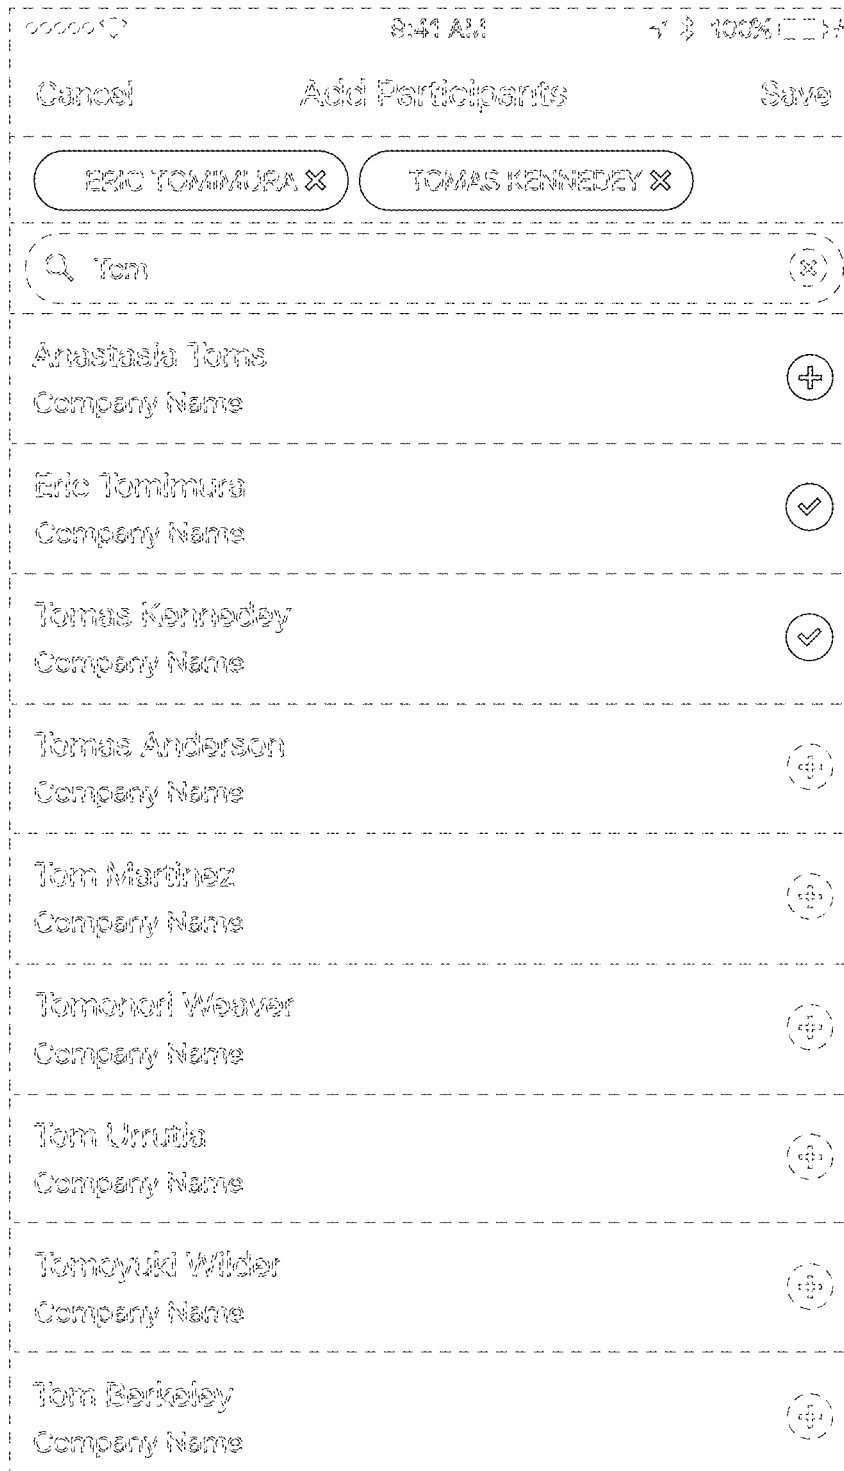 9:41 AM 100%
Cancel Add Participants Save
ERIC TOMIMURA TOMAS KENNEDEY
Tom
Anastasia Toms
Company Name
Eric Tomimura
Company Name
Tomas Kennedey
Company Name
Tomas Anderson
Company Name
Tom Martinez
Company Name
Tomonori Weaver
Company Name
Tom Urrutia
Company Name
Tomoyuki Wilder
Company Name
Tom Berkeley
Company Name